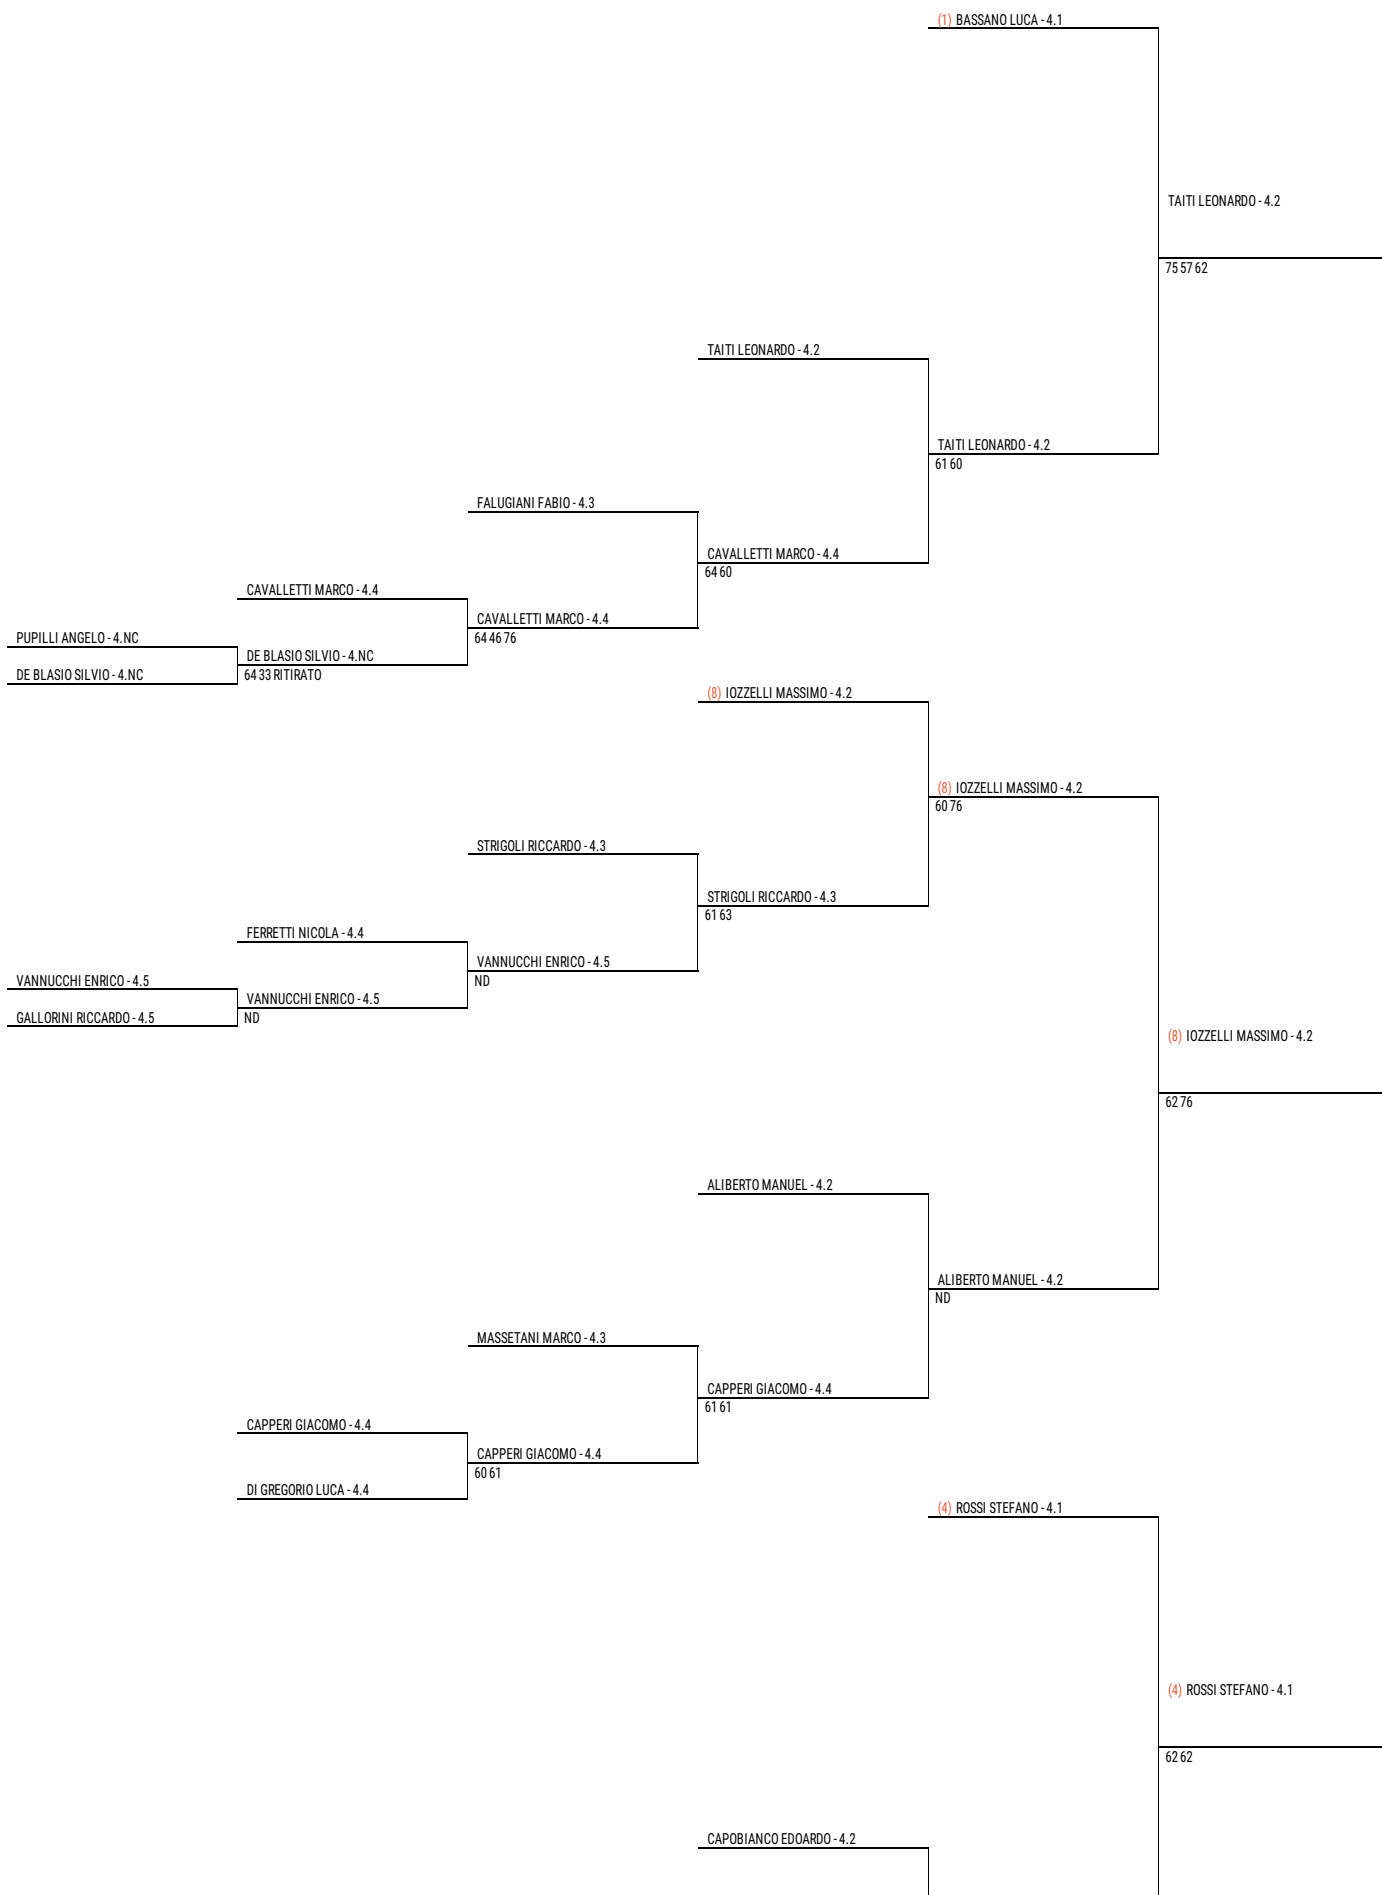 (1) BASSANO LUCA - 4.1
TAITI LEONARDO - 4.2
75 57 62
TAITI LEONARDO - 4.2
TAITI LEONARDO - 4.2
61 60
FALUGIANI FABIO - 4.3
CAVALLETTI MARCO - 4.4
64 60
CAVALLETTI MARCO - 4.4
CAVALLETTI MARCO - 4.4
64 46 76
PUPILLI ANGELO - 4.NC
DE BLASIO SILVIO - 4.NC
64 33 RITIRATO
DE BLASIO SILVIO - 4.NC
(8) IOZZELLI MASSIMO - 4.2
(8) IOZZELLI MASSIMO - 4.2
60 76
STRIGOLI RICCARDO - 4.3
STRIGOLI RICCARDO - 4.3
61 63
FERRETTI NICOLA - 4.4
VANNUCCHI ENRICO - 4.5
ND
VANNUCCHI ENRICO - 4.5
VANNUCCHI ENRICO - 4.5
ND
GALLORINI RICCARDO - 4.5
(8) IOZZELLI MASSIMO - 4.2
62 76
ALIBERTO MANUEL - 4.2
ALIBERTO MANUEL - 4.2
ND
MASSETANI MARCO - 4.3
CAPPERI GIACOMO - 4.4
61 61
CAPPERI GIACOMO - 4.4
CAPPERI GIACOMO - 4.4
60 61
DI GREGORIO LUCA - 4.4
(4) ROSSI STEFANO - 4.1
(4) ROSSI STEFANO - 4.1
62 62
CAPOBIANCO EDOARDO - 4.2